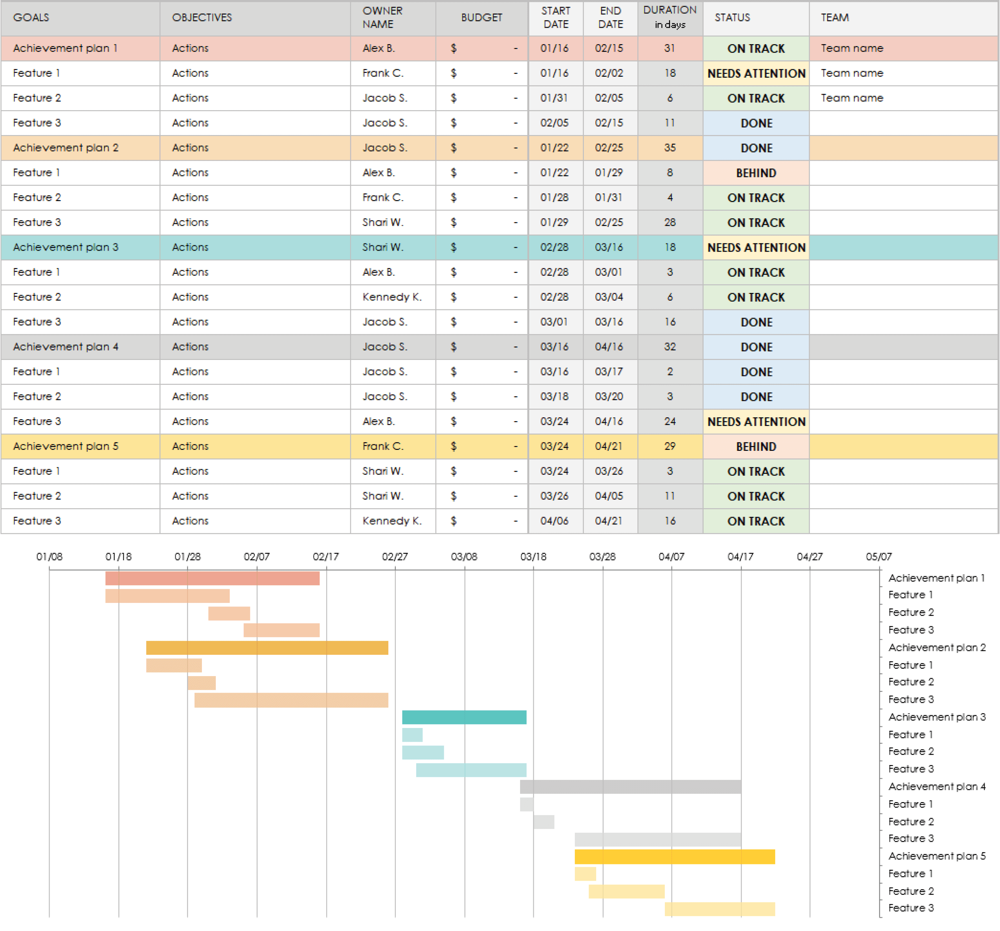 GOALS OBJECTIVES OWNER NAME BUDGET START DATE END DATE DURATION in days STATUS TEAM
Achievement plan 1 Actions Alex B. $ - 01/16 02/15 31 ON TRACK Team name
Feature 1 Actions Frank C. $ - 01/16 02/02 18 NEEDS ATTENTION Team name
Feature 2 Actions Jacob S. $ - 01/31 02/05 6 ON TRACK Team name
Feature 3 Actions Jacob S. $ - 02/05 02/15 11 DONE
Achievement plan 2 Actions Jacob S. $ - 01/22 02/25 35 DONE
Feature 1 Actions Alex B. $ - 01/22 01/29 8 BEHIND
Feature 2 Actions Frank C. $ - 01/28 01/31 4 ON TRACK
Feature 3 Actions Shari W. $ - 01/29 02/25 28 ON TRACK
Achievement plan 3 Actions Shari W. $ - 02/28 03/16 18 NEEDS ATTENTION
Feature 1 Actions Alex B. $ - 02/28 03/01 3 ON TRACK
Feature 2 Actions Kennedy K. $ - 02/28 03/04 6 ON TRACK
Feature 3 Actions Jacob S. $ - 03/01 03/16 16 DONE
Achievement plan 4 Actions Jacob S. $ - 03/16 04/16 32 DONE
Feature 1 Actions Jacob S. $ - 03/16 03/17 2 DONE
Feature 2 Actions Jacob S. $ - 03/18 03/20 3 DONE
Feature 3 Actions Alex B. $ - 03/24 04/16 24 NEEDS ATTENTION
Achievement plan 5 Actions Frank C. $ - 03/24 04/21 29 BEHIND
Feature 1 Actions Shari W. $ - 03/24 03/26 3 ON TRACK
Feature 2 Actions Shari W. $ - 03/26 04/05 11 ON TRACK
Feature 3 Actions Kennedy K. $ - 04/06 04/21 16 ON TRACK
01/08 01/18 01/28 02/07 02/17 02/27 03/08 03/18 03/28 04/07 04/17 04/27 05/07
Achievement plan 1
Feature 1
Feature 2
Feature 3
Achievement plan 2
Feature 1
Feature 2
Feature 3
Achievement plan 3
Feature 1
Feature 2
Feature 3
Achievement plan 4
Feature 1
Feature 2
Feature 3
Achievement plan 5
Feature 1
Feature 2
Feature 3